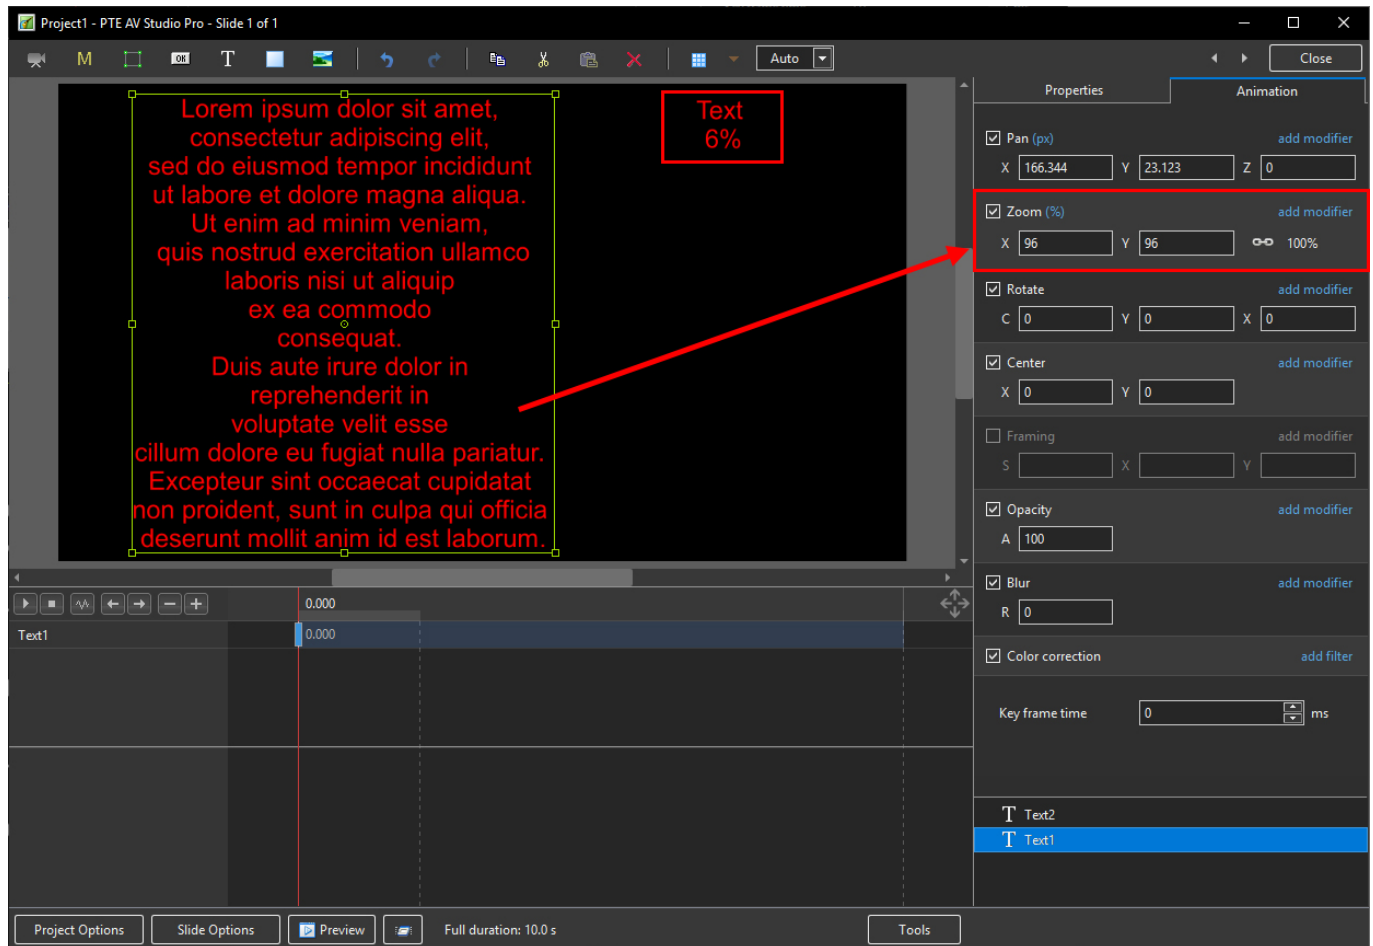 Project1 - PTE AV Studio Pro - Slide 1 of 1
M OK T Auto Close
Lorem ipsum dolor sit amet,
consectetur adipiscing elit,
sed do eiusmod tempor incididunt
ut labore et dolore magna aliqua.
Ut enim ad minim veniam,
quis nostrud exercitation ullamco
laboris nisi ut aliquip
ex ea commodo
consequat.
Duis aute irure dolor in
reprehenderit in
voluptate velit esse
cillum dolore eu fugiat nulla pariatur.
Excepteur sint occaecat cupidatat
non proident, sunt in culpa qui officia
deserunt mollit anim id est laborum.
Text
6%
Properties Animation
Pan (px) add modifier
X 166.344 Y 23.123 Z 0
Zoom (%) add modifier
X 96 Y 96 100%
Rotate add modifier
C 0 Y 0 X 0
Center add modifier
X 0 Y 0
Framing add modifier
S X Y
Opacity add modifier
A 100
Blur add modifier
R 0
Color correction add filter
Key frame time 0 ms
T Text2
T Text1
0.000
Text1 0.000
Project Options Slide Options Preview Full duration: 10.0 s Tools